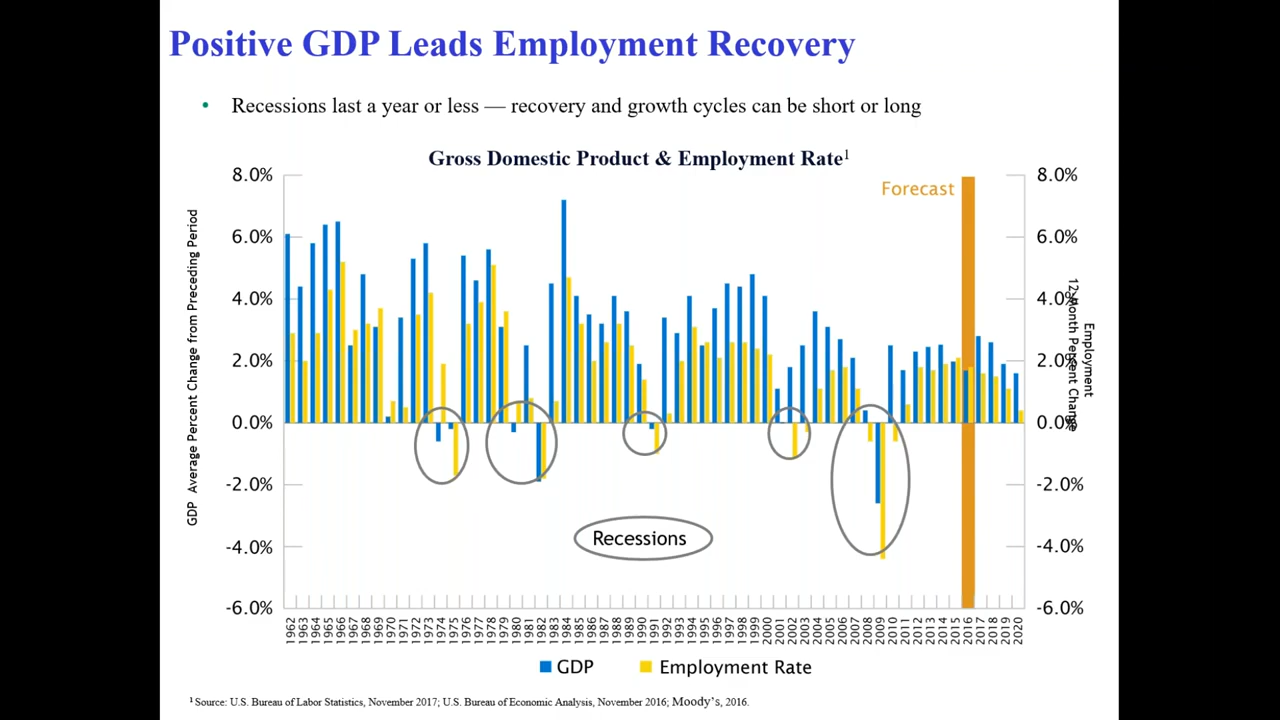 Positive GDP Leads Employment Recovery
• Recessions last a year or less — recovery and growth cycles can be short or long
Gross Domestic Product & Employment Rate¹
8.0%
6.0%
4.0%
2.0%
0.0%
-2.0%
-4.0%
-6.0%
GDP Average Percent Change from Preceding Period
Forecast
Recessions
8.0%
6.0%
4.0%
2.0%
0.0%
-2.0%
-4.0%
-6.0%
Employment
12-Month Percent Change
1962 1963 1964 1965 1966 1967 1968 1969 1970 1971 1972 1973 1974 1975 1976 1977 1978 1979 1980 1981 1982 1983 1984 1985 1986 1987 1988 1989 1990 1991 1992 1993 1994 1995 1996 1997 1998 1999 2000 2001 2002 2003 2004 2005 2006 2007 2008 2009 2010 2011 2012 2013 2014 2015 2016 2017 2018 2019 2020
GDP Employment Rate
¹ Source: U.S. Bureau of Labor Statistics, November 2017; U.S. Bureau of Economic Analysis, November 2016; Moody's, 2016.